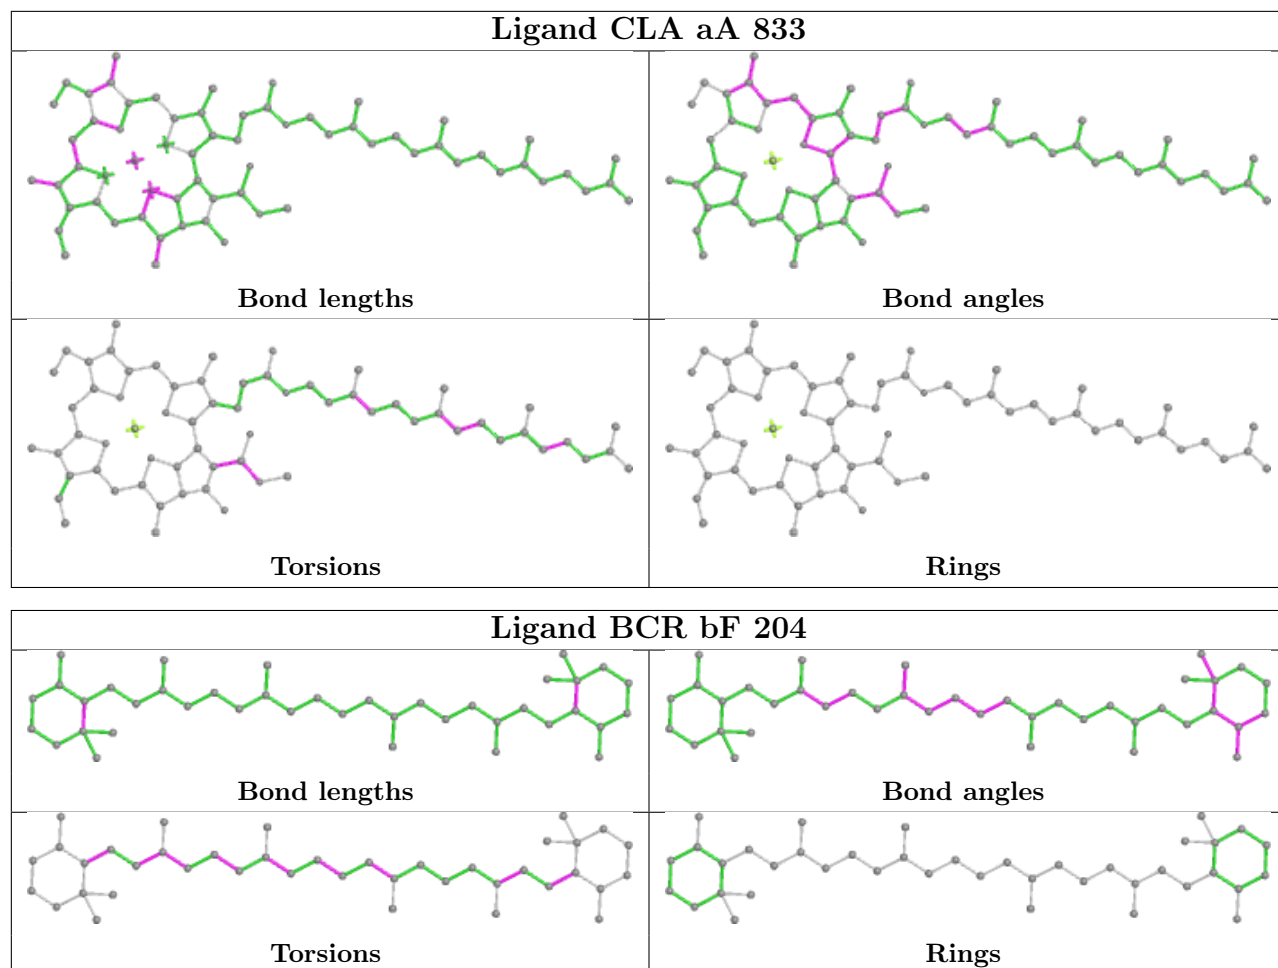 Ligand CLA aA 833
Bond lengths
Bond angles
Torsions
Rings
Ligand BCR bF 204
Bond lengths
Bond angles
Torsions
Rings